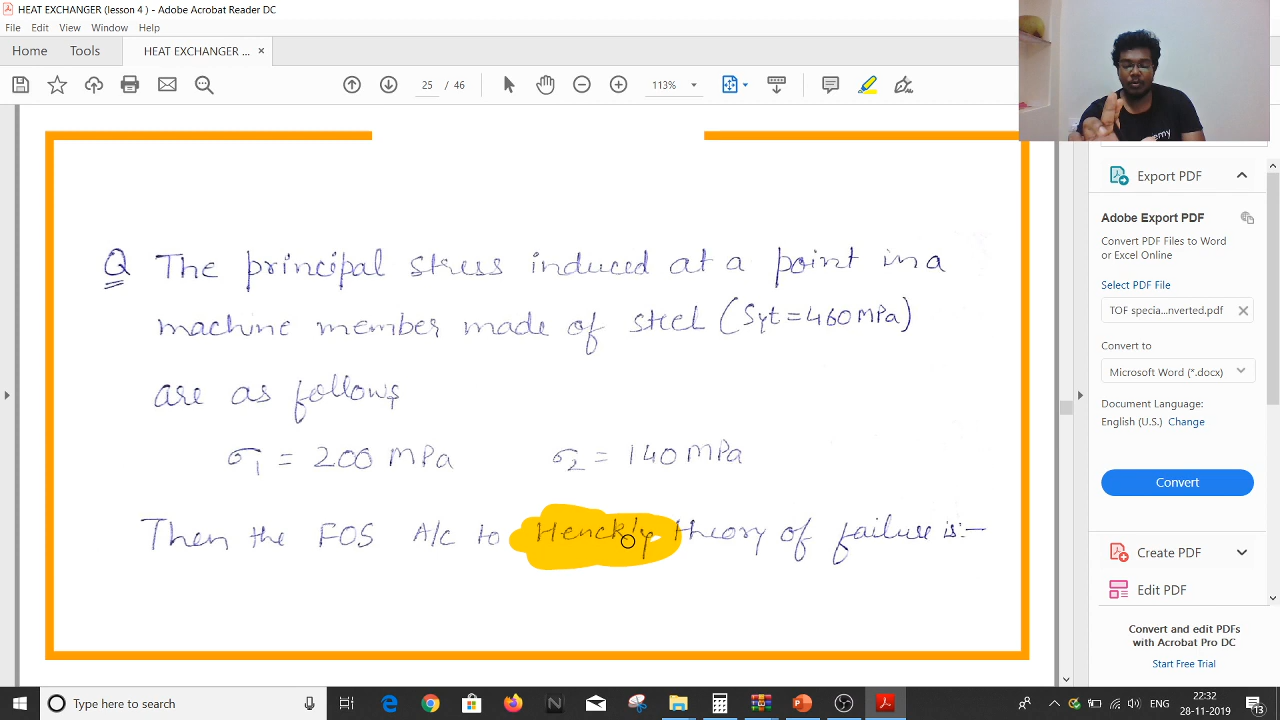 HEAT EXCHANGER (lesson 4 ) - Adobe Acrobat Reader DC
File Edit View Window Help
Home Tools HEAT EXCHANGER ... ×
25 / 46 113%
Export PDF
Adobe Export PDF
Convert PDF Files to Word
or Excel Online
Select PDF File
TOF specia...nverted.pdf
Convert to
Microsoft Word (*.docx)
Document Language:
English (U.S.) Change
Convert
Create PDF
Edit PDF
Convert and edit PDFs
with Acrobat Pro DC
Start Free Trial
Q The principal stress induced at a point in a
machine member made of steel (Syt = 460 MPa)
are as follows
σ1 = 200 MPa σ2 = 140 MPa
Then the FOS A/c to Henckly theory of failure is:-
Type here to search
ENG
22:32
28-11-2019
13